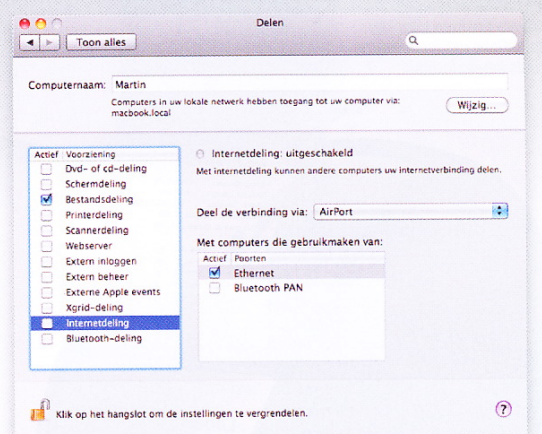 Delen
Toon alles
Computernaam: Martin
Computers in uw lokale netwerk hebben toegang tot uw computer via:
macbook.local
Wijzig...
Actief Voorziening
Dvd- of cd-deling
Schermdeling
Bestandsdeling
Printerdeling
Scannerdeling
Webserver
Extern inloggen
Extern beheer
Externe Apple events
Xgrid-deling
Internetdeling
Bluetooth-deling
Internetdeling: uitgeschakeld
Met internetdeling kunnen andere computers uw internetverbinding delen.
Deel de verbinding via: AirPort
Met computers die gebruikmaken van:
Actief Poorten
Ethernet
Bluetooth PAN
Klik op het hangslot om de instellingen te vergrendelen.
?